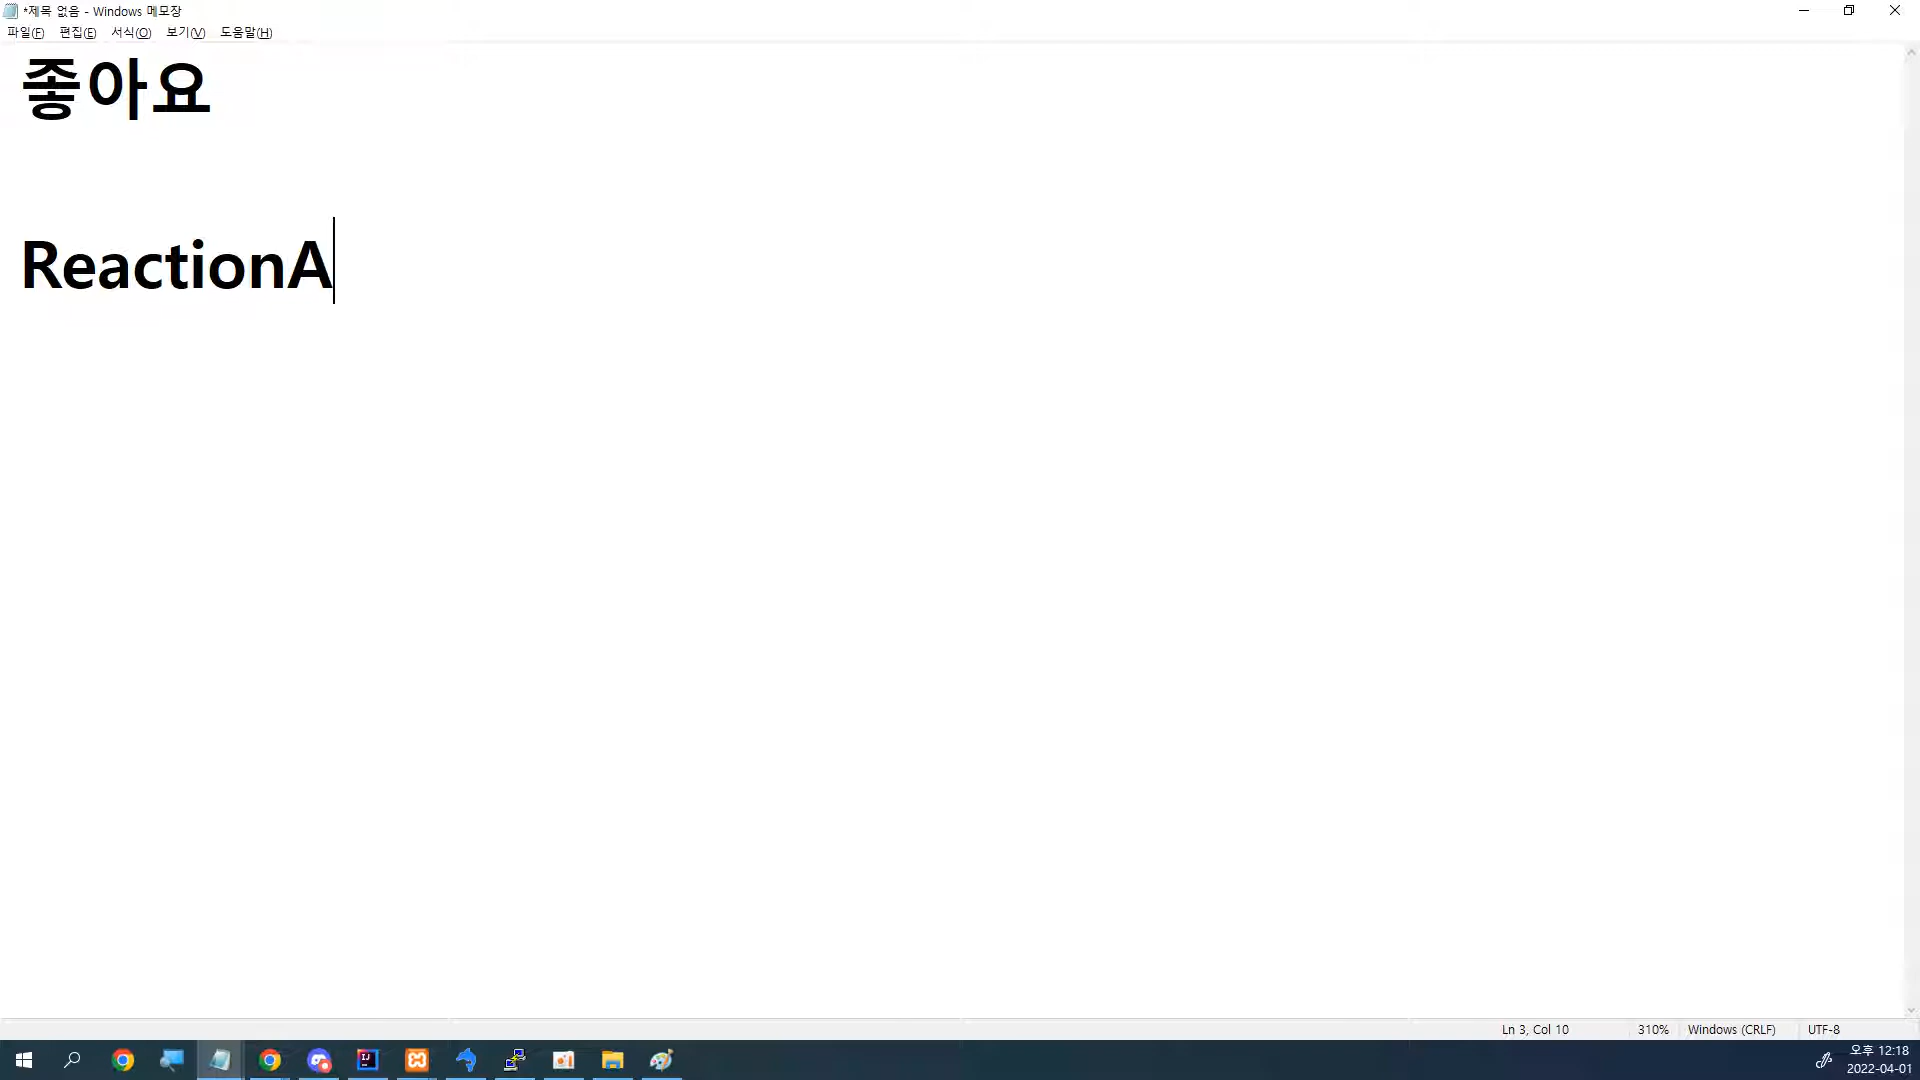 *제목 없음 - Windows 메모장
파일(F) 편집(E) 서식(O) 보기(V) 도움말(H)
좋아요
ReactionA
Ln 3, Col 10 310% Windows (CRLF) UTF-8
오후 12:18
2022-04-01